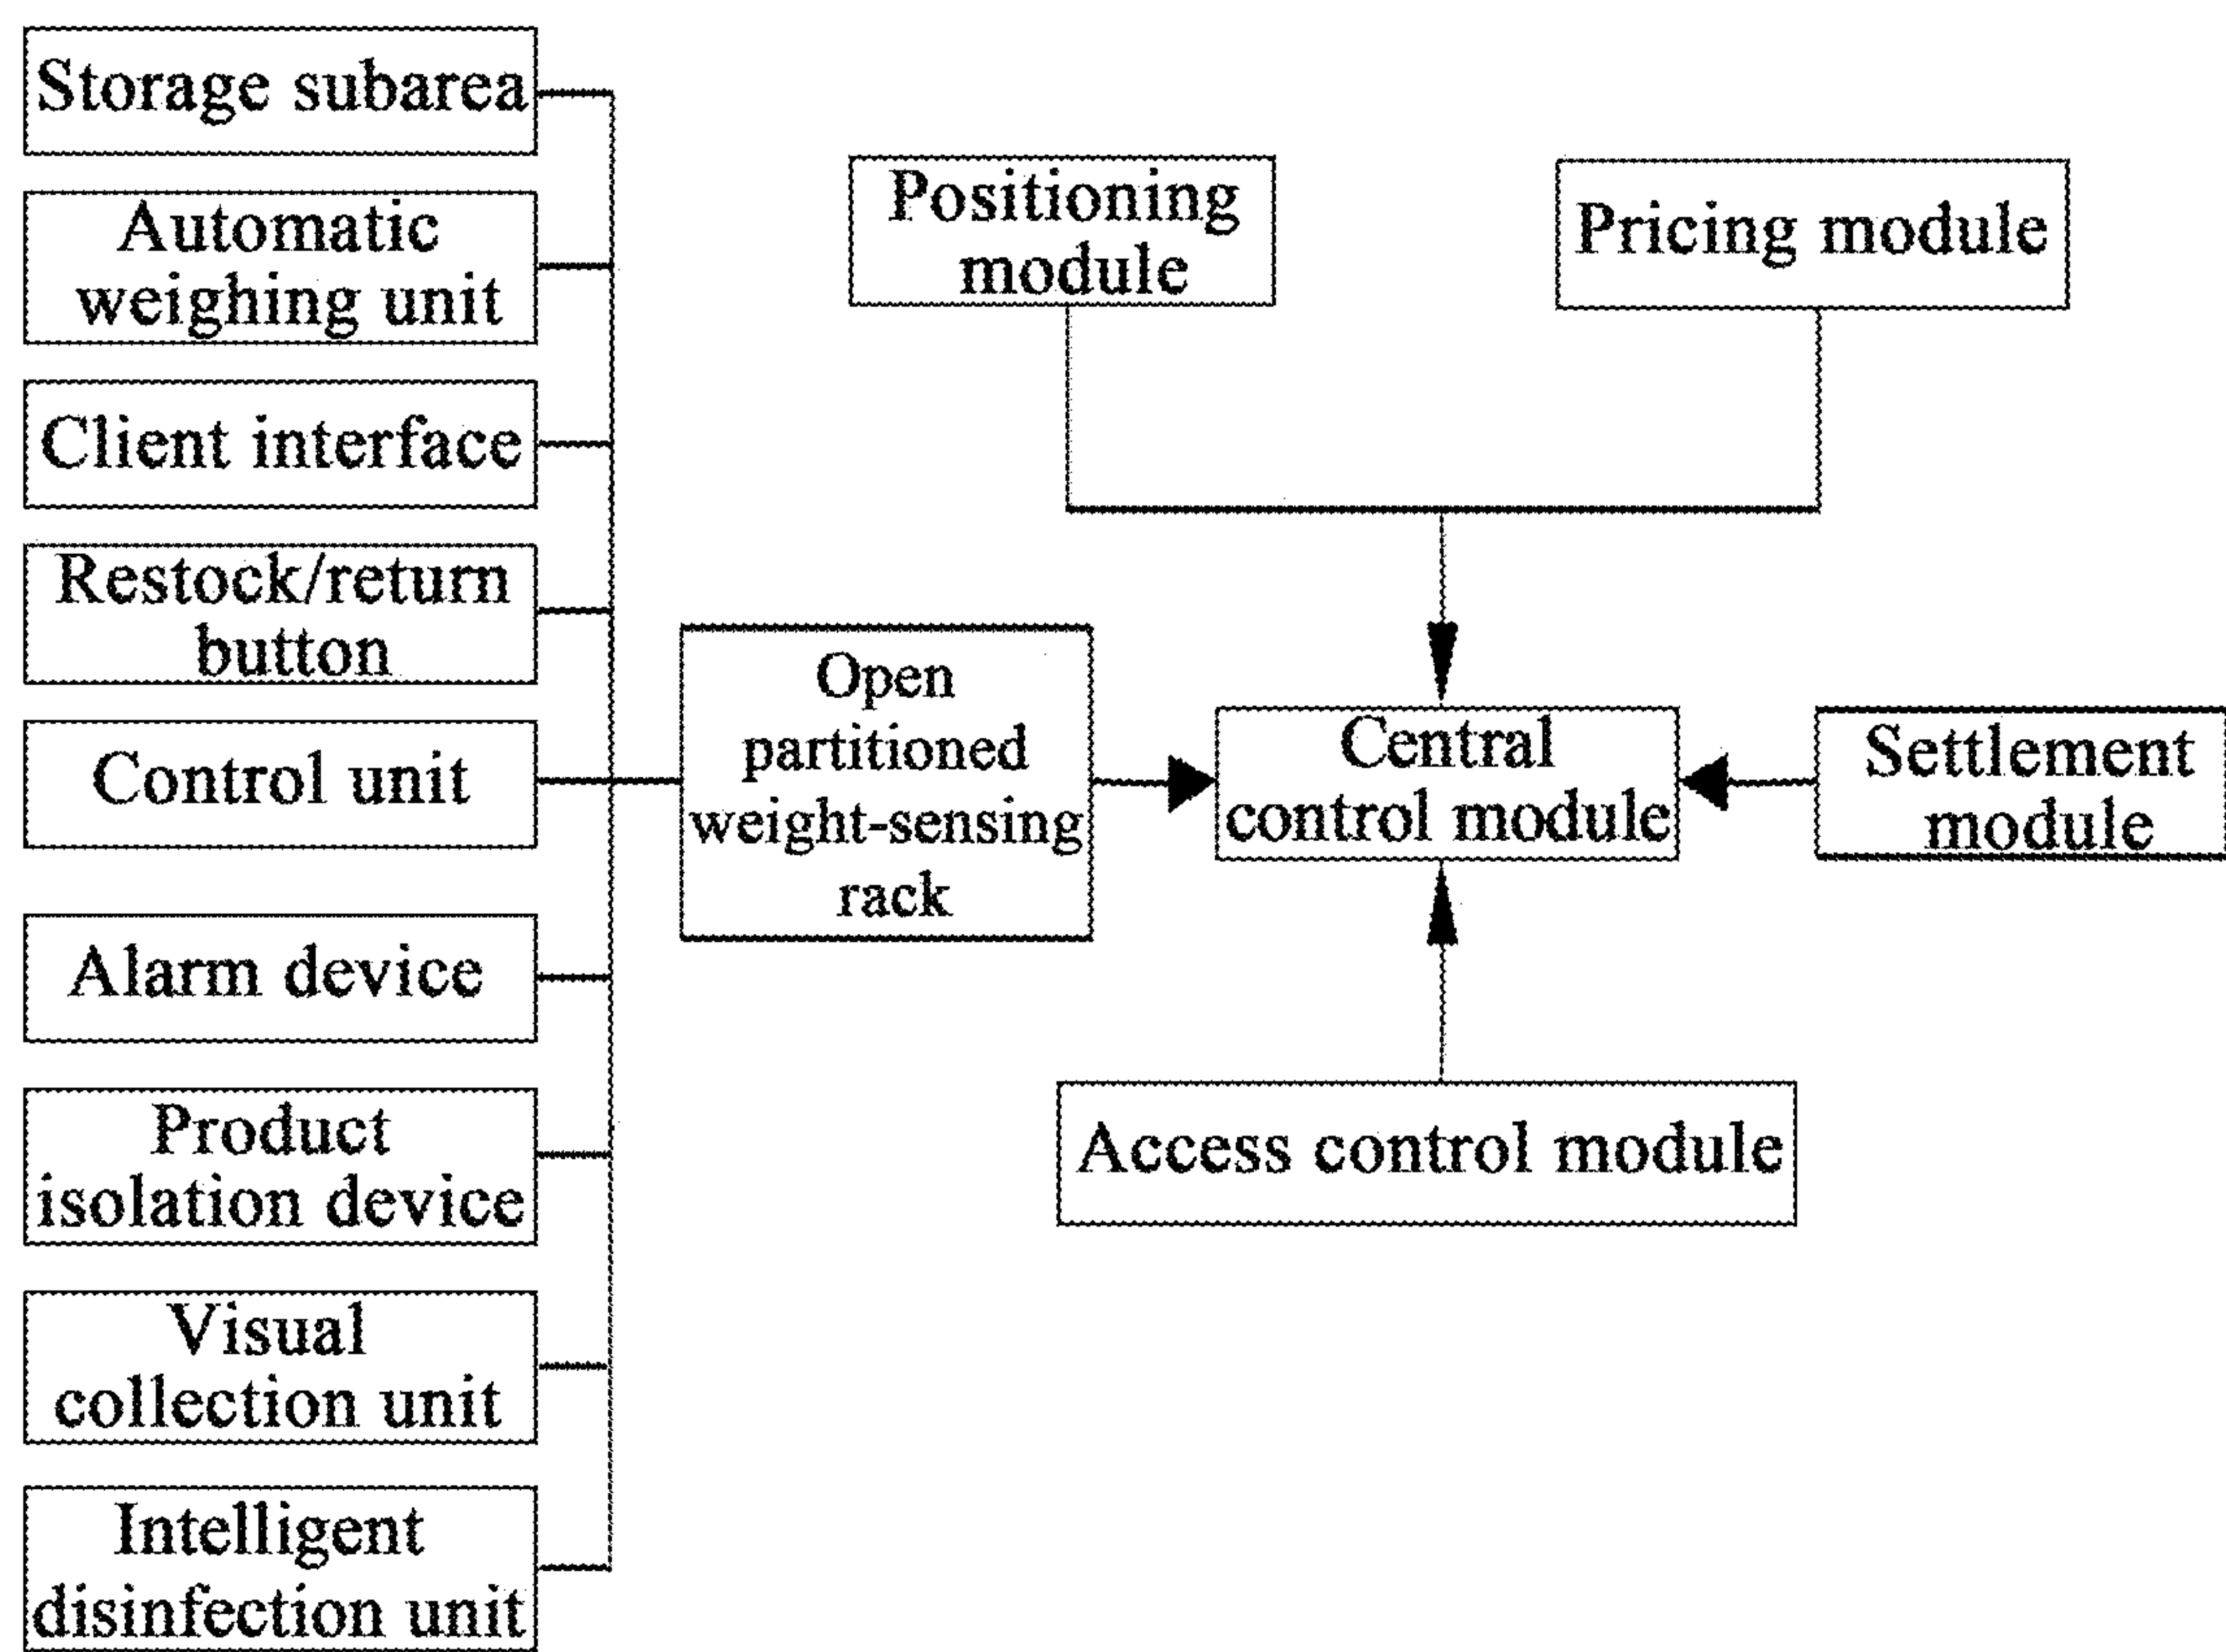 Storage subarea
Automatic
weighing unit
Client interface
Restock/return
button
Control unit
Alarm device
Product
isolation device
Visual
collection unit
Intelligent
disinfection unit
Open
partitioned
weight-sensing
rack
Positioning
module
Pricing module
Central
control module
Settlement
module
Access control module